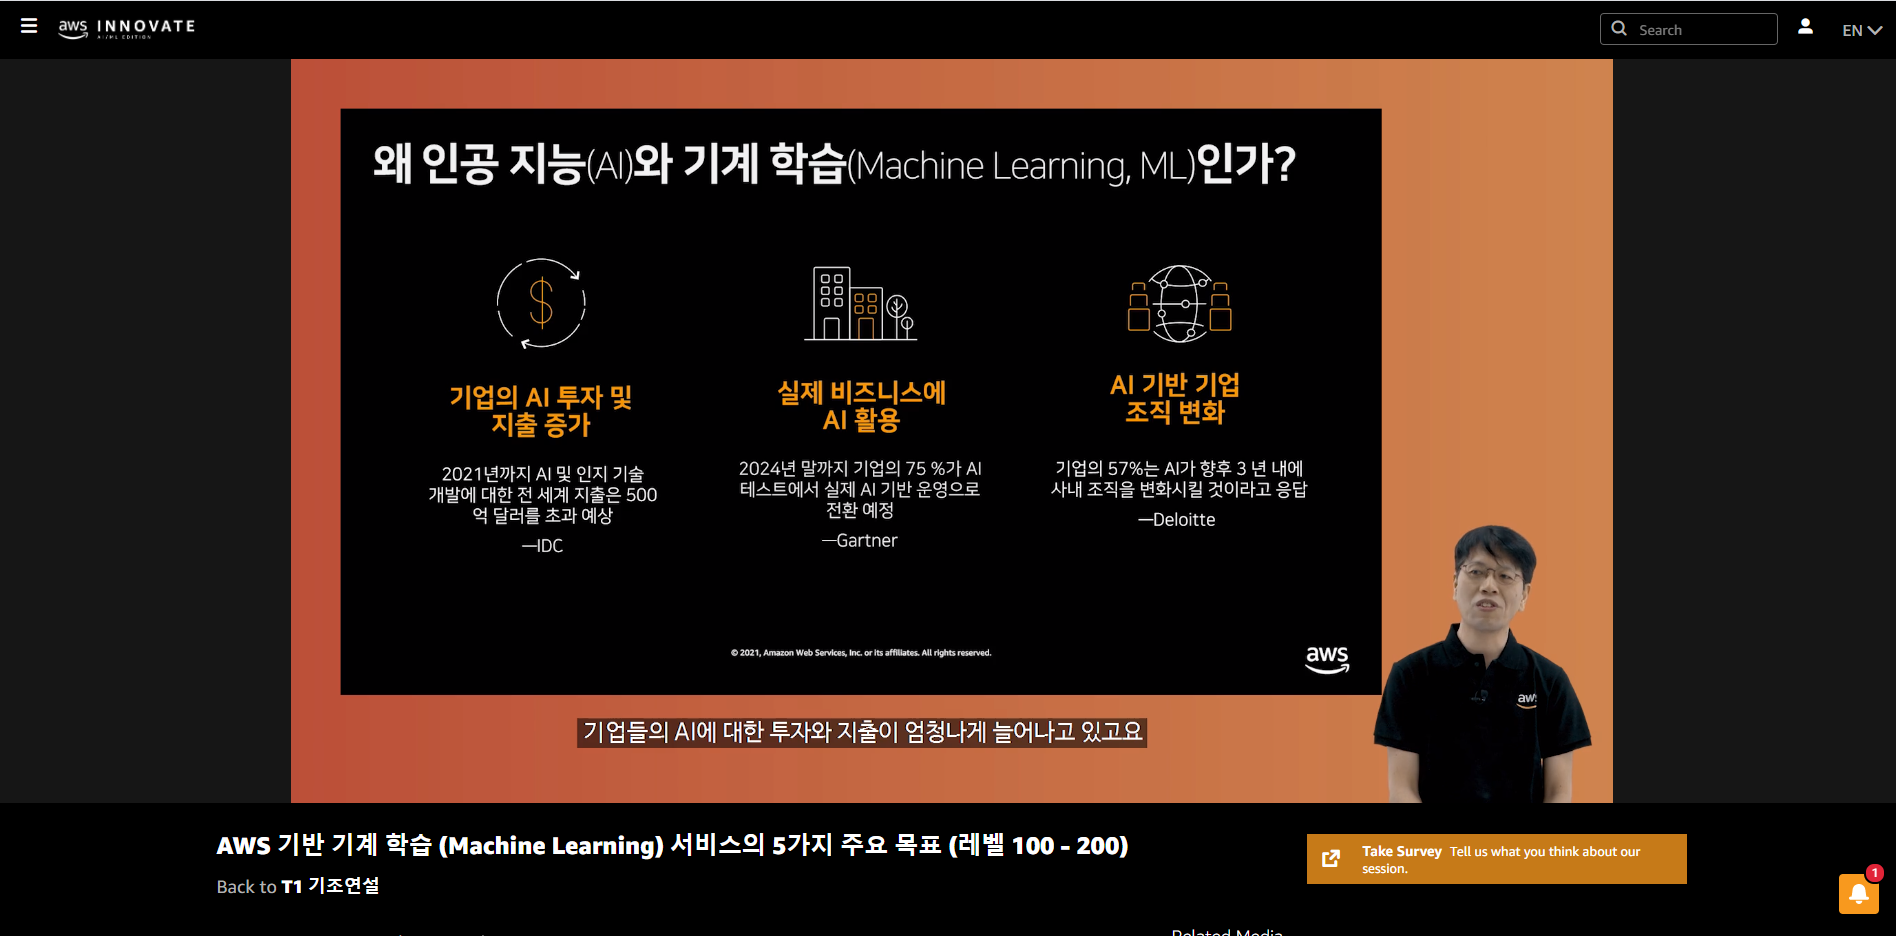 aws INNOVATE
AI/ML EDITION
Search
EN
왜 인공 지능(AI)와 기계 학습(Machine Learning, ML)인가?
기업의 AI 투자 및
지출 증가
2021년까지 AI 및 인지 기술
개발에 대한 전 세계 지출은 500
억 달러를 초과 예상
—IDC
실제 비즈니스에
AI 활용
2024년 말까지 기업의 75 %가 AI
테스트에서 실제 AI 기반 운영으로
전환 예정
—Gartner
AI 기반 기업
조직 변화
기업의 57%는 AI가 향후 3 년 내에
사내 조직을 변화시킬 것이라고 응답
—Deloitte
© 2021, Amazon Web Services, Inc. or its affiliates. All rights reserved.
aws
aws
기업들의 AI에 대한 투자와 지출이 엄청나게 늘어나고 있고요
AWS 기반 기계 학습 (Machine Learning) 서비스의 5가지 주요 목표 (레벨 100 - 200)
Back to T1 기조연설
Take Survey Tell us what you think about our
session.
1
Related Media